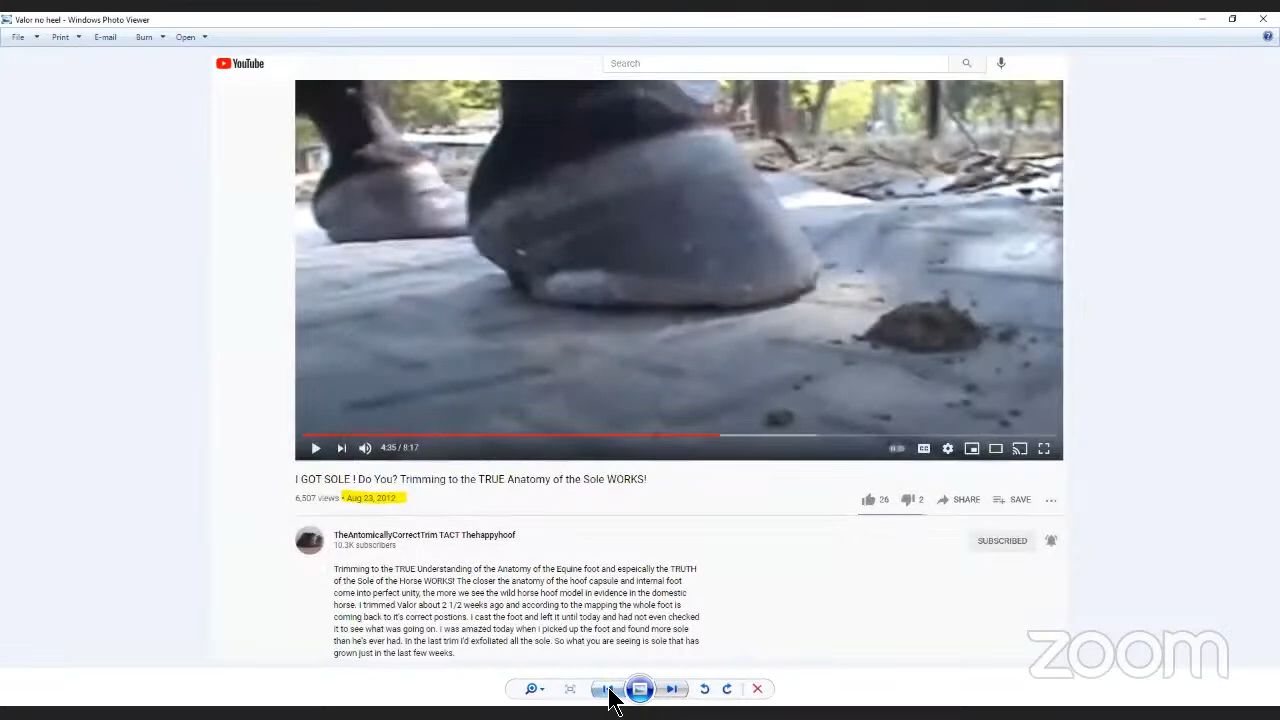 Valor no heel - Windows Photo Viewer
File Print E-mail Burn Open
YouTube
Search
4:35 / 8:17
CC
I GOT SOLE ! Do You? Trimming to the TRUE Anatomy of the Sole WORKS!
6,507 views • Aug 23, 2012
26 2 SHARE SAVE
TheAntomicallyCorrectTrim TACT Thehappyhoof
10.3K subscribers
SUBSCRIBED
Trimming to the TRUE Understanding of the Anatomy of the Equine foot and espeically the TRUTH
of the Sole of the Horse WORKS! The closer the anatomy of the hoof capsule and internal foot
come into perfect unity, the more we see the wild horse hoof model in evidence in the domestic
horse. I trimmed Valor about 2 1/2 weeks ago and according to the mapping the whole foot is
coming back to it's correct postions. I cast the foot and left it until today and had not even checked
it to see what was going on. I was amazed today when i picked up the foot and found more sole
than he's ever had. In the last trim I'd exfoliated all the sole. So what you are seeing is sole that has
grown just in the last few weeks.
zoom